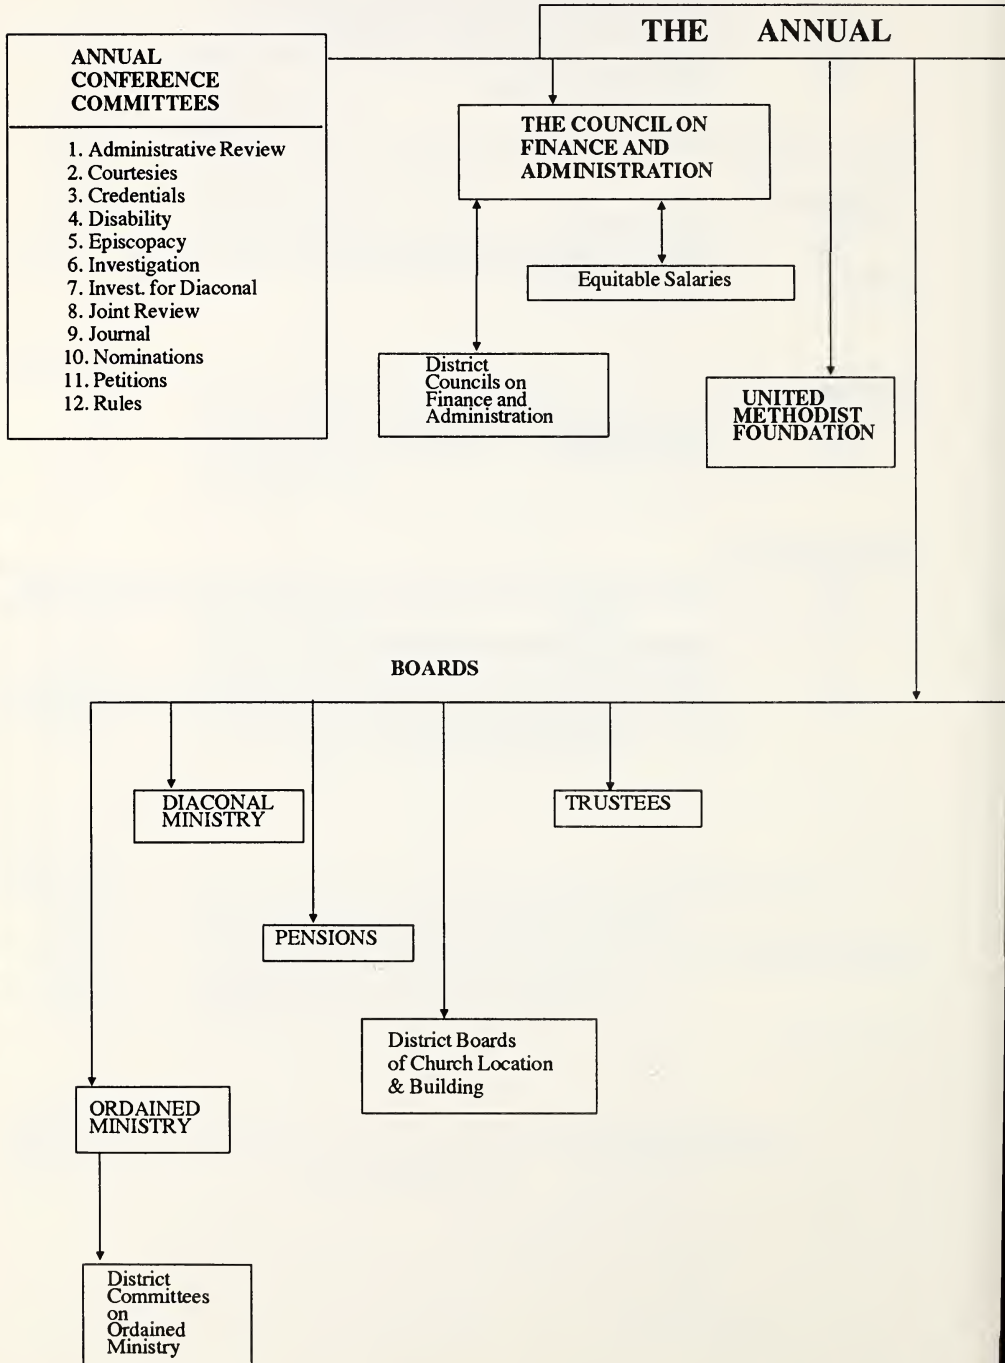 THE ANNUAL
ANNUAL
CONFERENCE
COMMITTEES
1. Administrative Review
2. Courtesies
3. Credentials
4. Disability
5. Episcopacy
6. Investigation
7. Invest. for Diaconal
8. Joint Review
9. Journal
10. Nominations
11. Petitions
12. Rules
THE COUNCIL ON
FINANCE AND
ADMINISTRATION
Equitable Salaries
District
Councils on
Finance and
Administration
UNITED
METHODIST
FOUNDATION
BOARDS
DIACONAL
MINISTRY
TRUSTEES
PENSIONS
District Boards
of Church Location
& Building
ORDAINED
MINISTRY
District
Committees
on
Ordained
Ministry